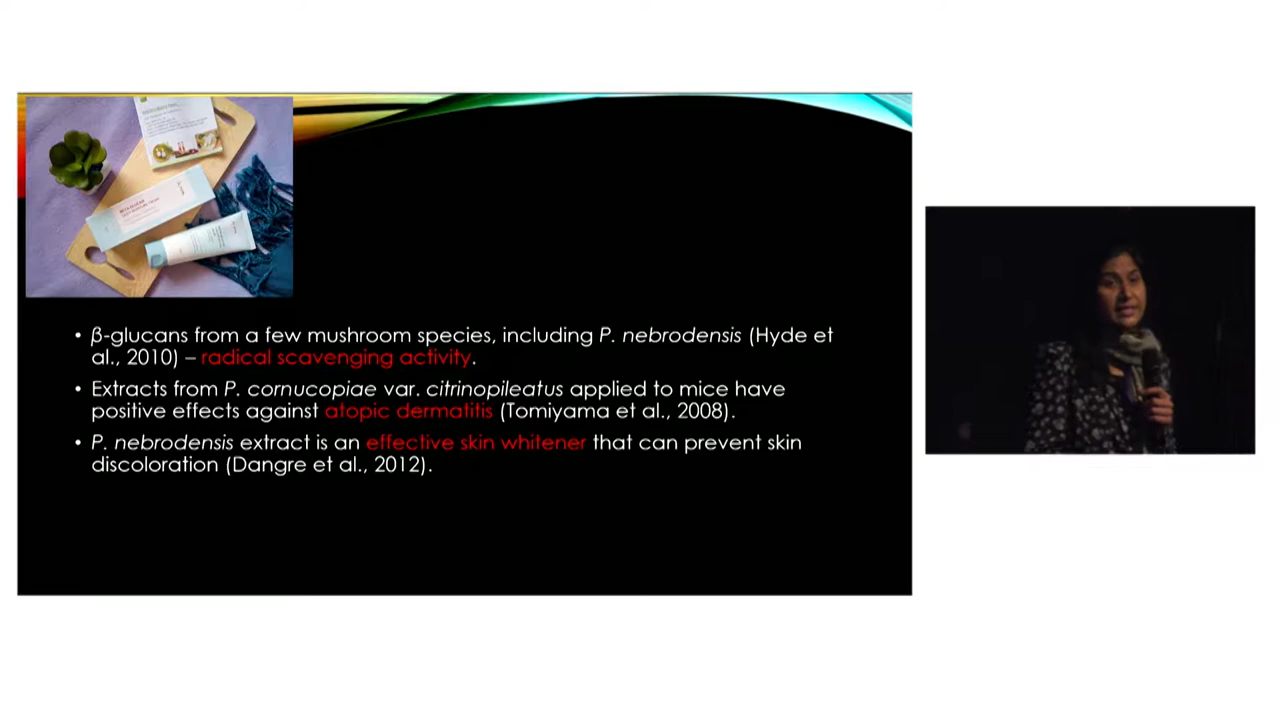 • β-glucans from a few mushroom species, including P. nebrodensis (Hyde et
al., 2010) – radical scavenging activity.
• Extracts from P. cornucopiae var. citrinopileatus applied to mice have
positive effects against atopic dermatitis (Tomiyama et al., 2008).
• P. nebrodensis extract is an effective skin whitener that can prevent skin
discoloration (Dangre et al., 2012).